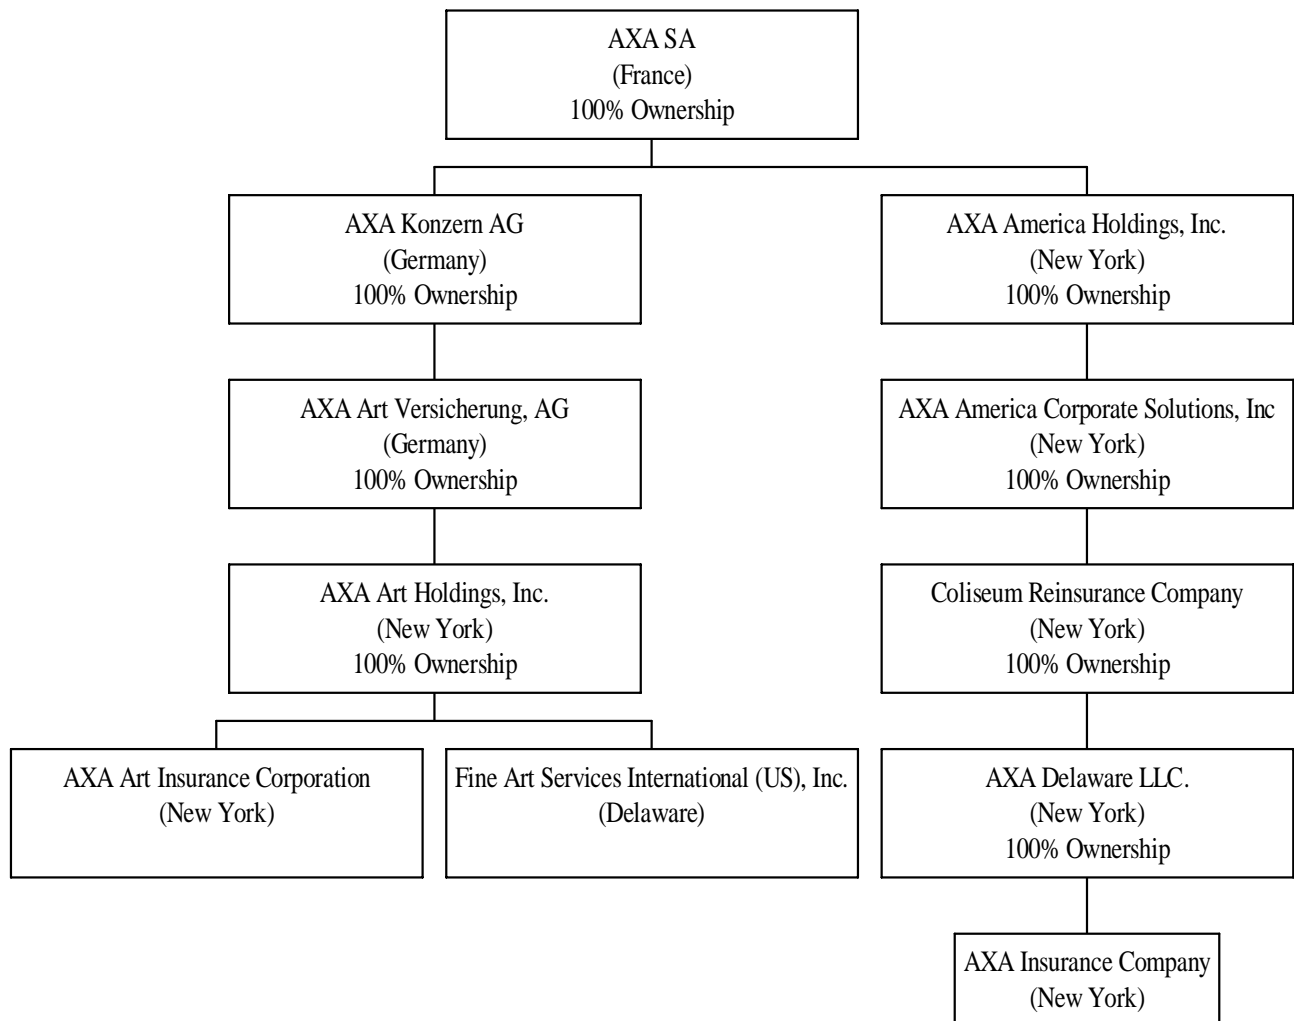 AXA SA
(France)
100% Ownership
AXA Konzern AG
(Germany)
100% Ownership
AXA America Holdings, Inc.
(New York)
100% Ownership
AXA Art Versicherung, AG
(Germany)
100% Ownership
AXA America Corporate Solutions, Inc
(New York)
100% Ownership
AXA Art Holdings, Inc.
(New York)
100% Ownership
Coliseum Reinsurance Company
(New York)
100% Ownership
AXA Art Insurance Corporation
(New York)
Fine Art Services International (US), Inc.
(Delaware)
AXA Delaware LLC.
(New York)
100% Ownership
AXA Insurance Company
(New York)